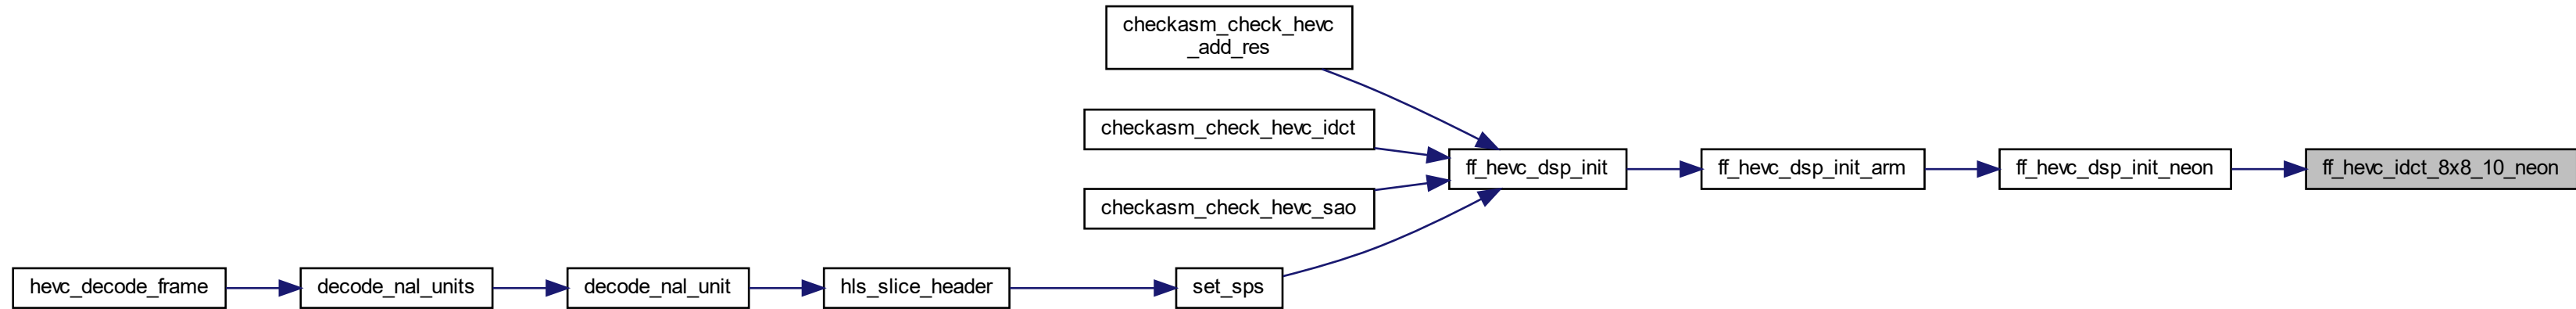 checkasm_check_hevc
_add_res
checkasm_check_hevc_idct
ff_hevc_dsp_init
ff_hevc_dsp_init_arm
ff_hevc_dsp_init_neon
ff_hevc_idct_8x8_10_neon
checkasm_check_hevc_sao
hevc_decode_frame
decode_nal_units
decode_nal_unit
hls_slice_header
set_sps